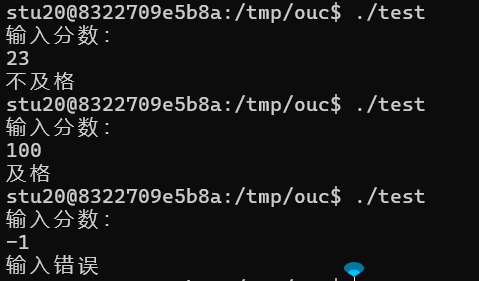 stu20@8322709e5b8a:/tmp/ouc$ ./test
输入分数:
23
不及格
stu20@8322709e5b8a:/tmp/ouc$ ./test
输入分数:
100
及格
stu20@8322709e5b8a:/tmp/ouc$ ./test
输入分数:
-1
输入错误